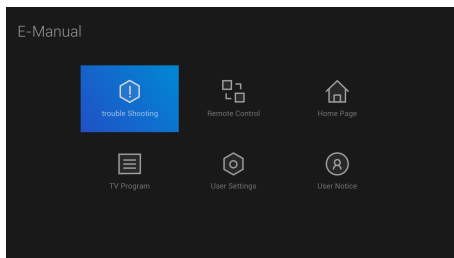 E-Manual
trouble Shooting
Remote Control
Home Page
TV Program
User Settings
User Notice